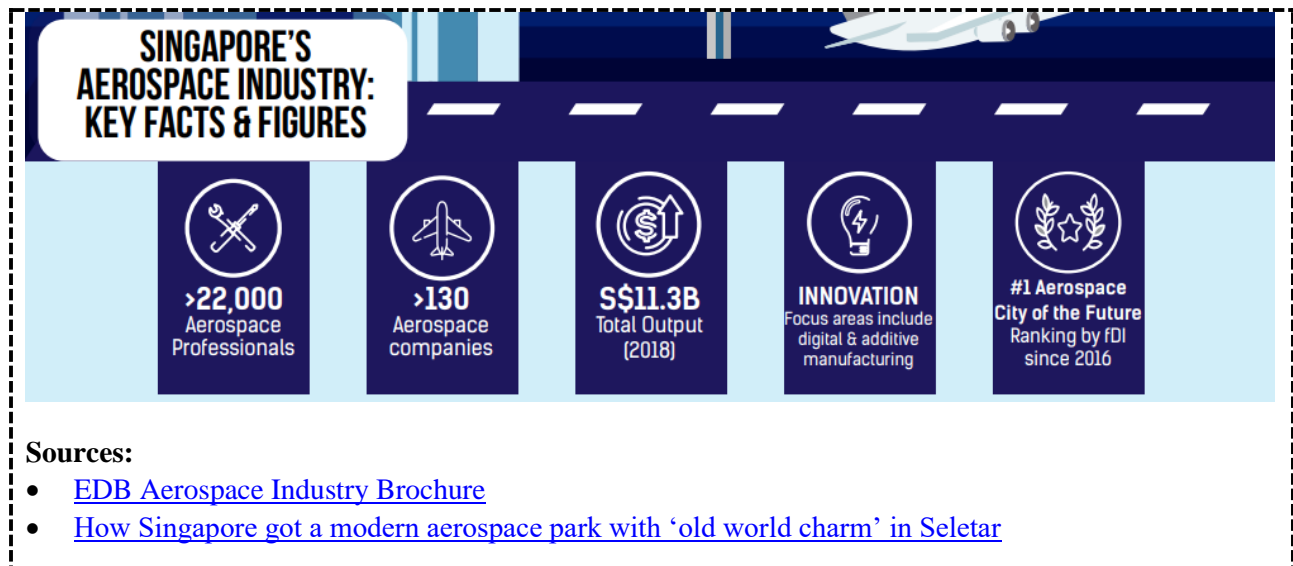 SINGAPORE'S
AEROSPACE INDUSTRY:
KEY FACTS & FIGURES
>22,000
Aerospace
Professionals
>130
Aerospace
companies
S$11.3B
Total Output
(2018)
INNOVATION
Focus areas include
digital & additive
manufacturing
#1 Aerospace
City of the Future
Ranking by fDI
since 2016
Sources:
• EDB Aerospace Industry Brochure
• How Singapore got a modern aerospace park with ‘old world charm’ in Seletar